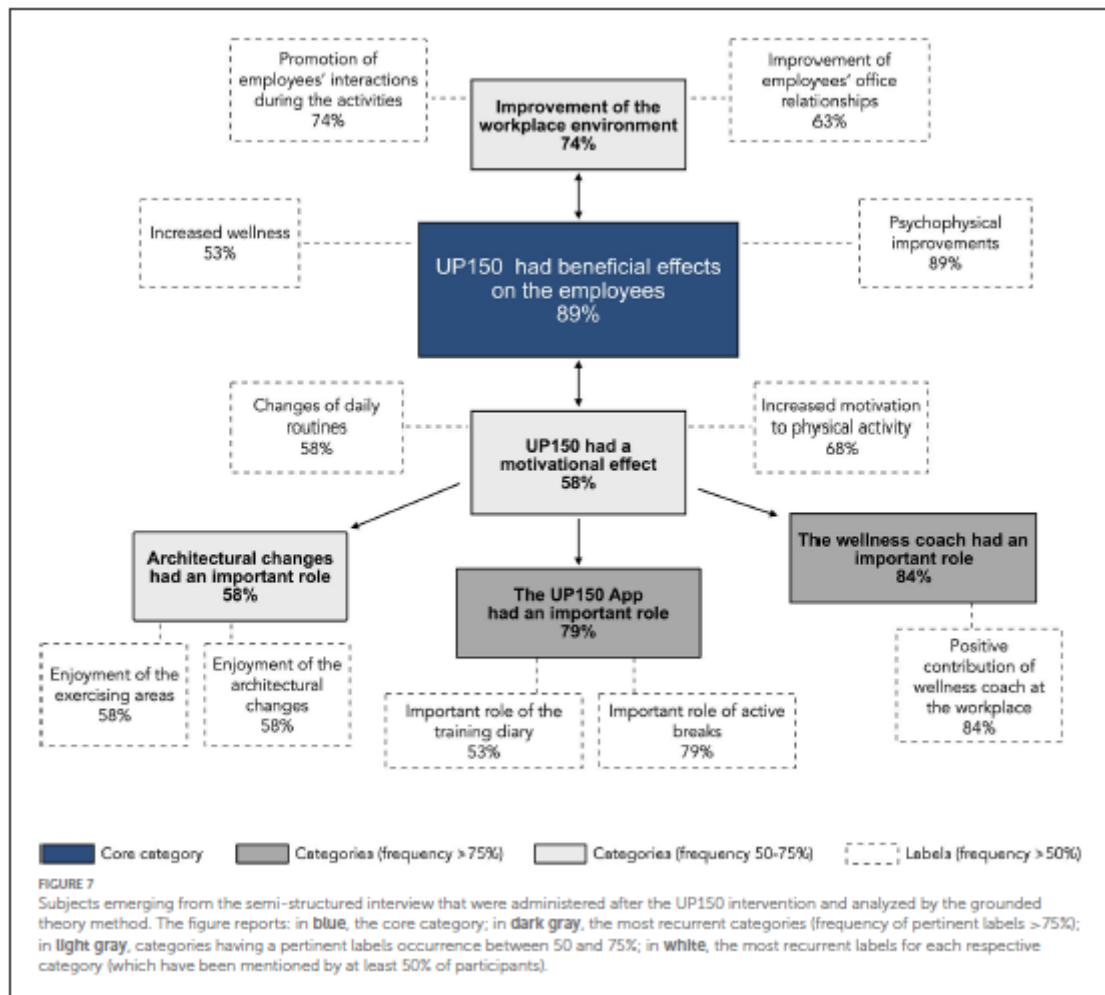 Promotion of
employees' interactions
during the activities
74%
Improvement of the
workplace environment
74%
Improvement of
employees' office
relationships
63%
Increased wellness
53%
UP150 had beneficial effects
on the employees
89%
Psychophysical
improvements
89%
Changes of daily
routines
58%
UP150 had a
motivational effect
58%
Increased motivation
to physical activity
68%
Architectural changes
had an important role
58%
The UP150 App
had an important role
79%
The wellness coach had an
important role
84%
Enjoyment of the
exercising areas
58%
Enjoyment of the
architectural
changes
58%
Important role of the
training diary
53%
Important role of active
breaks
79%
Positive
contribution of
wellness coach at
the workplace
84%
Core category
Categories (frequency >75%)
Categories (frequency 50-75%)
Labels (frequency >50%)
FIGURE 7
Subjects emerging from the semi-structured interview that were administered after the UP150 intervention and analyzed by the grounded
theory method. The figure reports: in blue, the core category; in dark gray, the most recurrent categories (frequency of pertinent labels >75%);
in light gray, categories having a pertinent labels occurrence between 50 and 75%; in white, the most recurrent labels for each respective
category (which have been mentioned by at least 50% of participants).